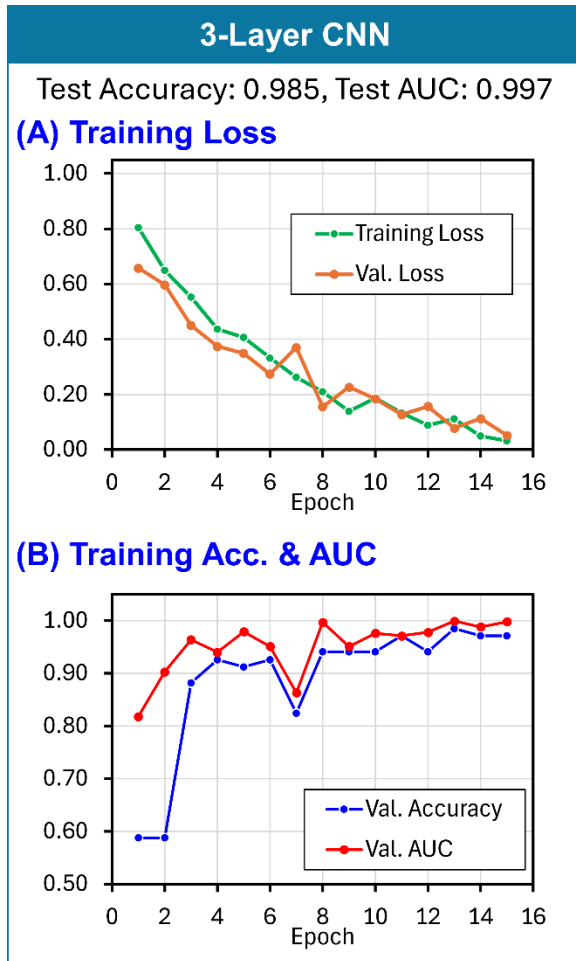 3-Layer CNN
Test Accuracy: 0.985, Test AUC: 0.997
(A) Training Loss
1.00
0.80
0.60
0.40
0.20
0.00
Training Loss
Val. Loss
0 2 4 6 8 10 12 14 16
Epoch
(B) Training Acc. & AUC
1.00
0.90
0.80
0.70
0.60
0.50
Val. Accuracy
Val. AUC
0 2 4 6 8 10 12 14 16
Epoch